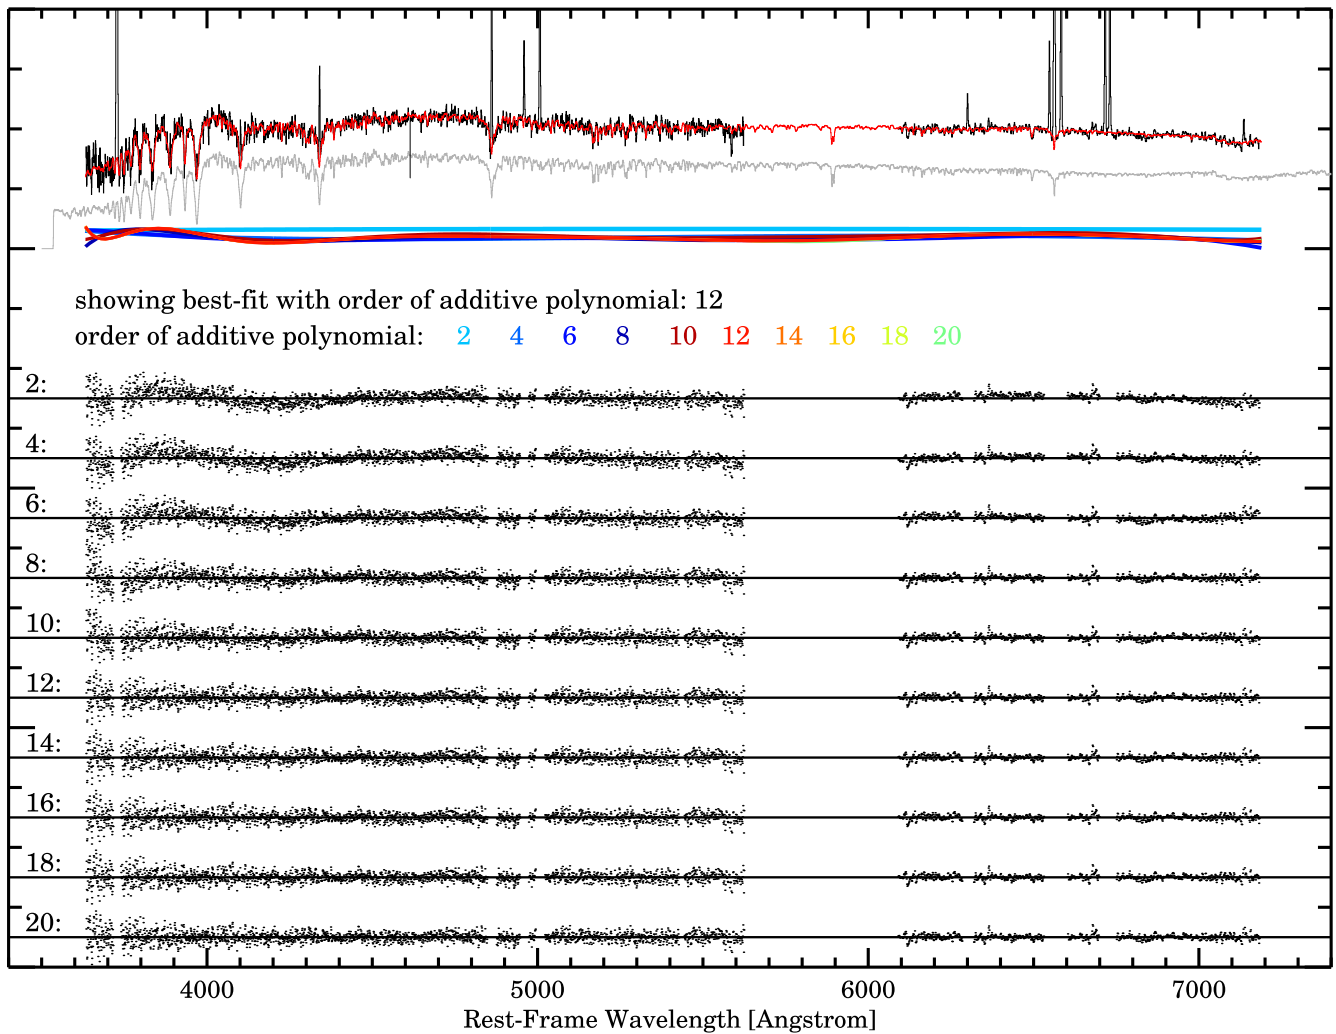 showing best-fit with order of additive polynomial: 12
order of additive polynomial: 2 4 6 8 10 12 14 16 18 20
2:
4:
6:
8:
10:
12:
14:
16:
18:
20:
4000 5000 6000 7000
Rest-Frame Wavelength [Angstrom]